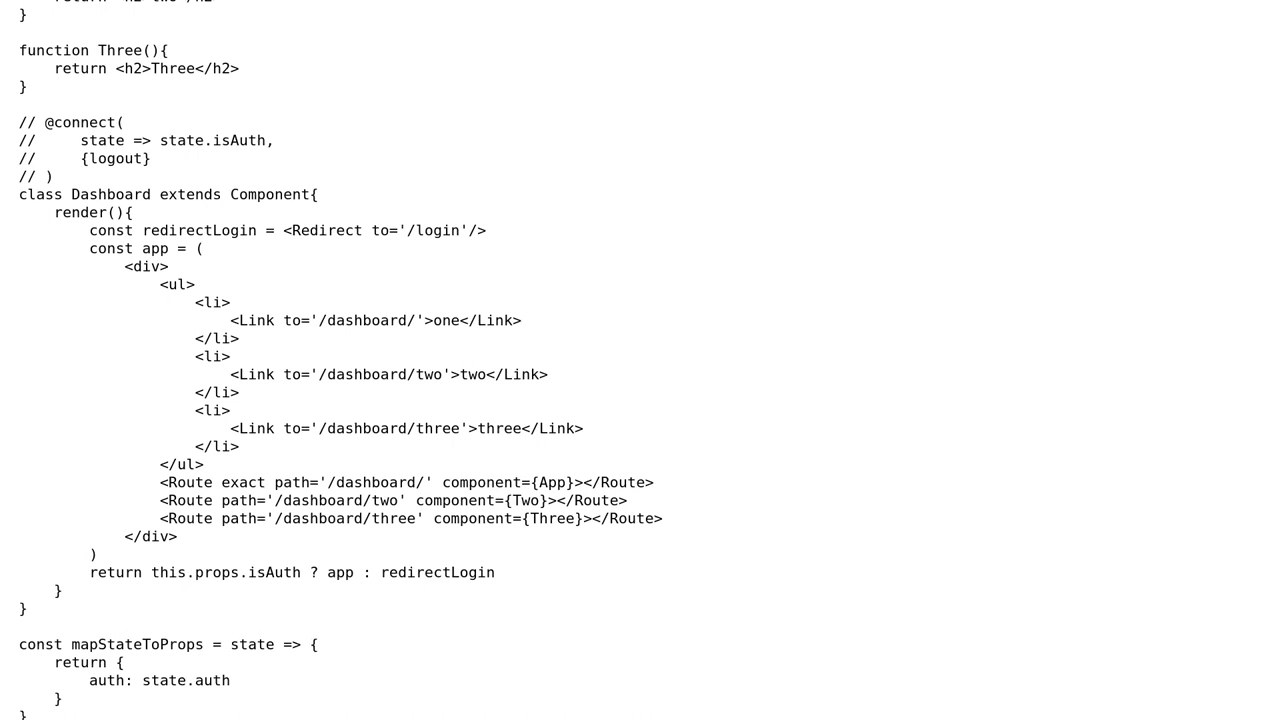 }

function Three(){
    return <h2>Three</h2>
}

// @connect(
//     state => state.isAuth,
//     {logout}
// )
class Dashboard extends Component{
    render(){
        const redirectLogin = <Redirect to='/login'/>
        const app = (
            <div>
                <ul>
                    <li>
                        <Link to='/dashboard/'>one</Link>
                    </li>
                    <li>
                        <Link to='/dashboard/two'>two</Link>
                    </li>
                    <li>
                        <Link to='/dashboard/three'>three</Link>
                    </li>
                </ul>
                <Route exact path='/dashboard/' component={App}></Route>
                <Route path='/dashboard/two' component={Two}></Route>
                <Route path='/dashboard/three' component={Three}></Route>
            </div>
        )
        return this.props.isAuth ? app : redirectLogin
    }
}

const mapStateToProps = state => {
    return {
        auth: state.auth
    }
}